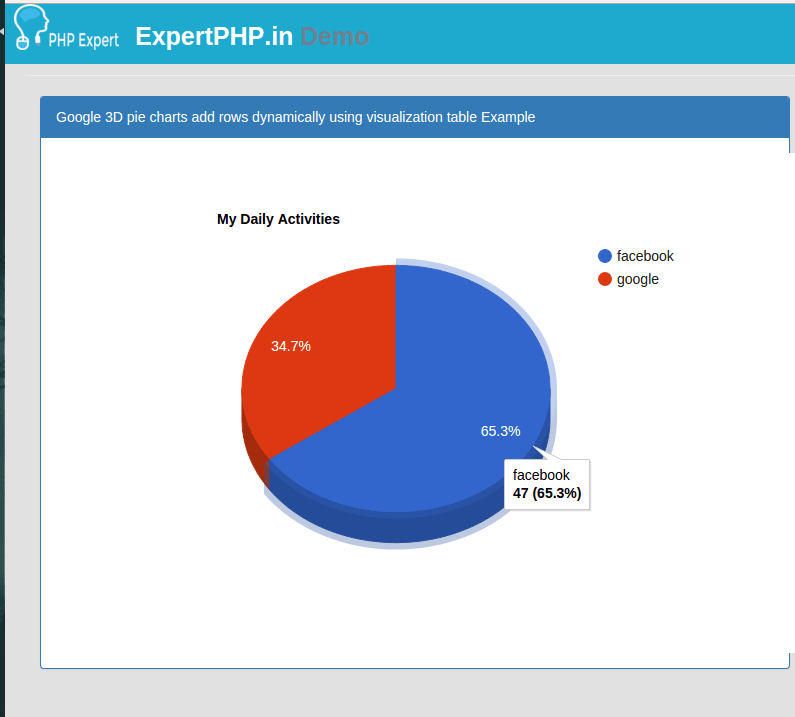 PHP Expert
ExpertPHP.in Demo
Google 3D pie charts add rows dynamically using visualization table Example
My Daily Activities
facebook
google
34.7%
65.3%
facebook
47 (65.3%)